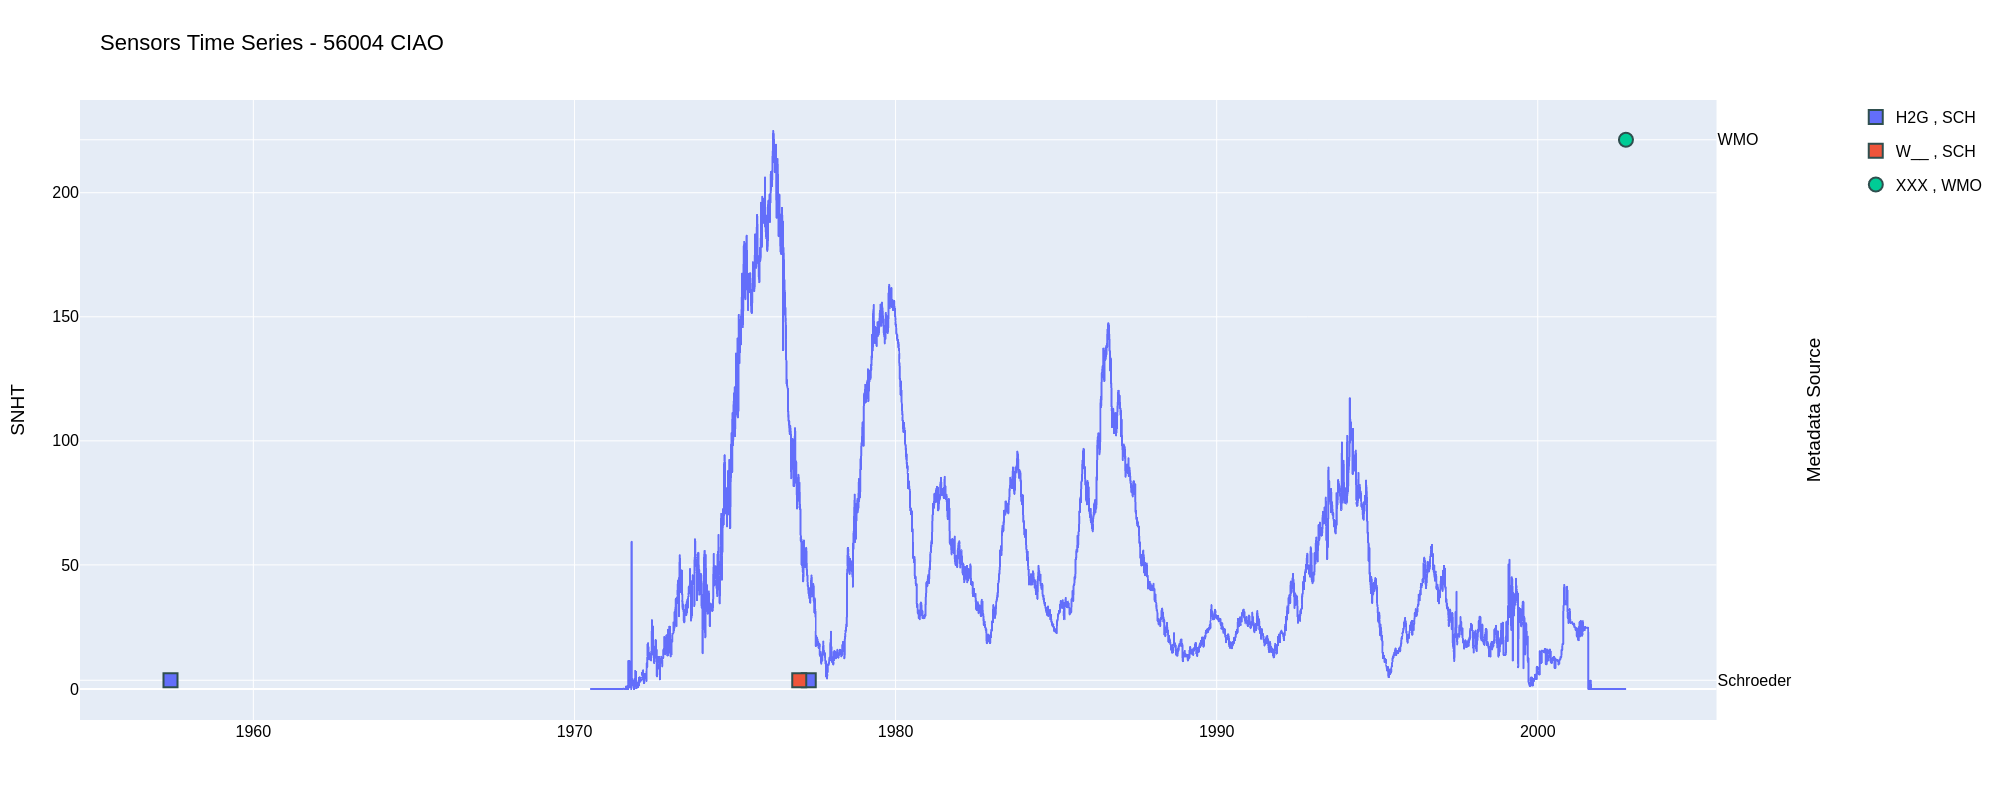 Sensors Time Series - 56004 CIAO
H2G , SCH
W__ , SCH
XXX , WMO
WMO
Schroeder
Metadata Source
SNHT
200
150
100
50
0
1960
1970
1980
1990
2000